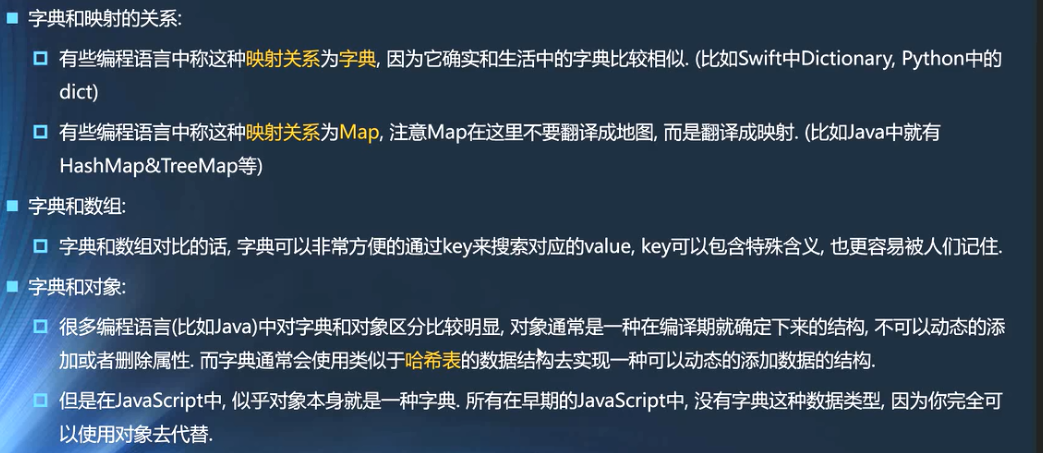 字典和映射的关系:
有些编程语言中称这种映射关系为字典, 因为它确实和生活中的字典比较相似. (比如Swift中Dictionary, Python中的
dict)
有些编程语言中称这种映射关系为Map, 注意Map在这里不要翻译成地图, 而是翻译成映射. (比如Java中就有
HashMap&TreeMap等)
字典和数组:
字典和数组对比的话, 字典可以非常方便的通过key来搜索对应的value, key可以包含特殊含义, 也更容易被人们记住.
字典和对象:
很多编程语言(比如Java)中对字典和对象区分比较明显, 对象通常是一种在编译期就确定下来的结构, 不可以动态的添
加或者删除属性. 而字典通常会使用类似于哈希表的数据结构去实现一种可以动态的添加数据的结构.
但是在JavaScript中, 似乎对象本身就是一种字典. 所有在早期的JavaScript中, 没有字典这种数据类型, 因为你完全可
以使用对象去代替.